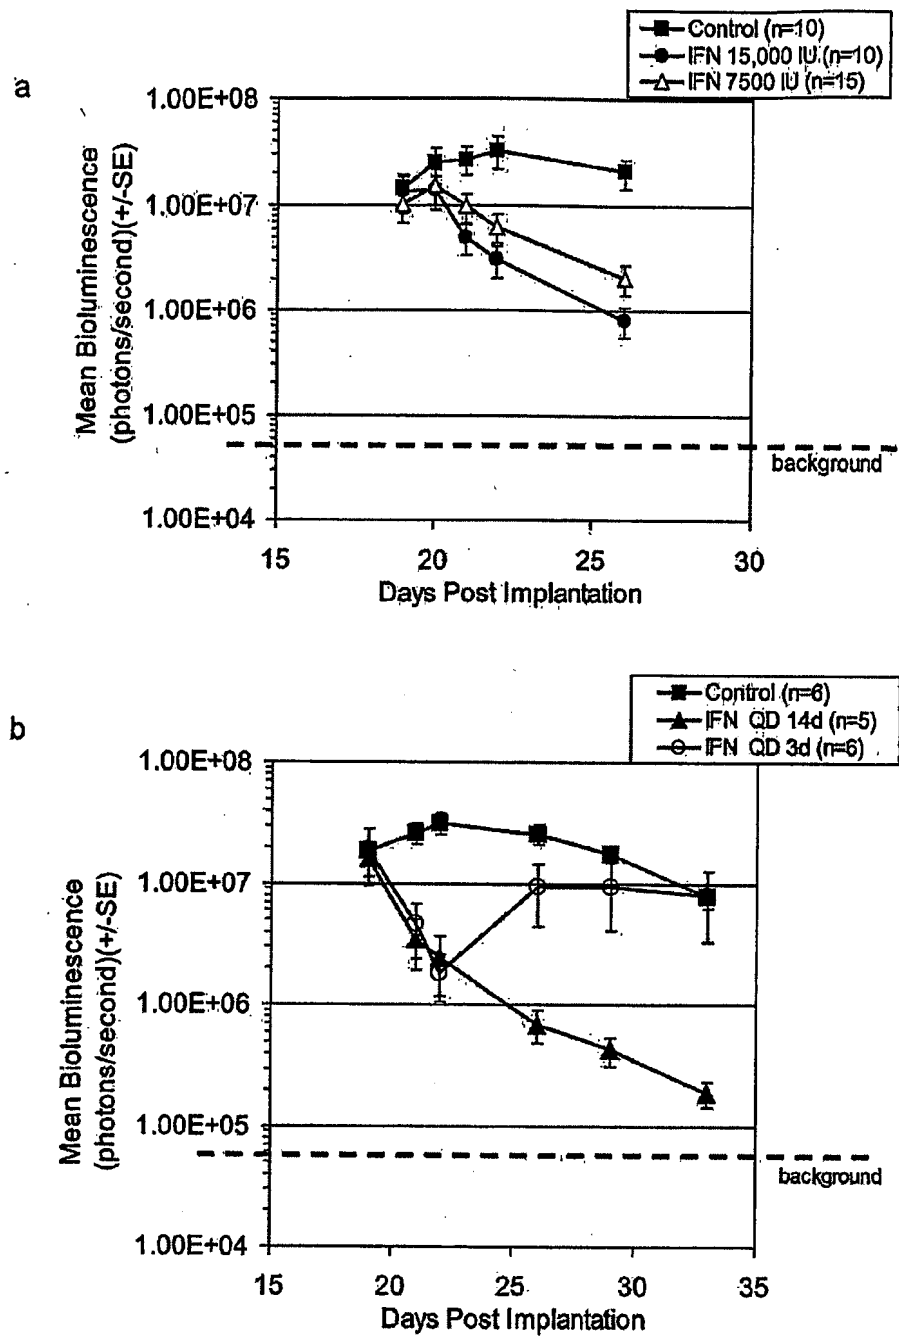 Control (n=10)
IFN 15,000 IU (n=10)
IFN 7500 IU (n=15)
a
1.00E+08
1.00E+07
1.00E+06
1.00E+05
1.00E+04
Mean Bioluminescence
(photons/second)(+/-SE)
background
15 20 25 30
Days Post Implantation
Control (n=6)
IFN QD 14d (n=5)
IFN QD 3d (n=6)
b
1.00E+08
1.00E+07
1.00E+06
1.00E+05
1.00E+04
Mean Bioluminescence
(photons/second)(+/-SE)
background
15 20 25 30 35
Days Post Implantation